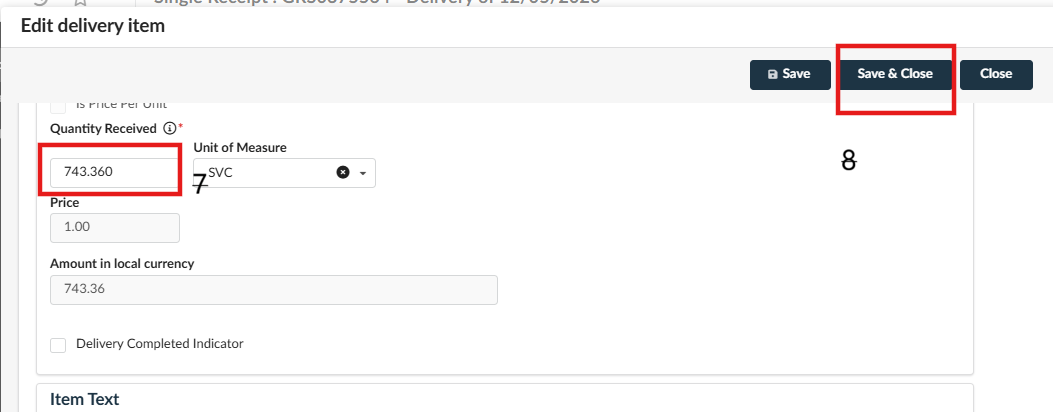 Edit delivery item
Save
Save & Close
Close
Is Price Per Unit
Quantity Received *
Unit of Measure
743.360
SVC
7
8
Price
1.00
Amount in local currency
743.36
Delivery Completed Indicator
Item Text